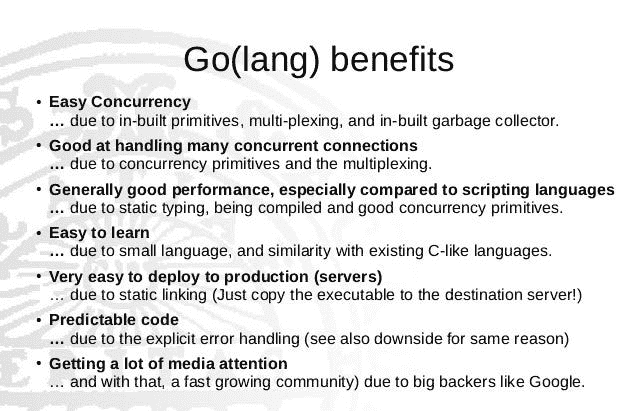 Go(lang) benefits
• Easy Concurrency
… due to in-built primitives, multi-plexing, and in-built garbage collector.
• Good at handling many concurrent connections
… due to concurrency primitives and the multiplexing.
• Generally good performance, especially compared to scripting languages
… due to static typing, being compiled and good concurrency primitives.
• Easy to learn
… due to small language, and similarity with existing C-like languages.
• Very easy to deploy to production (servers)
… due to static linking (Just copy the executable to the destination server!)
• Predictable code
… due to the explicit error handling (see also downside for same reason)
• Getting a lot of media attention
… and with that, a fast growing community) due to big backers like Google.